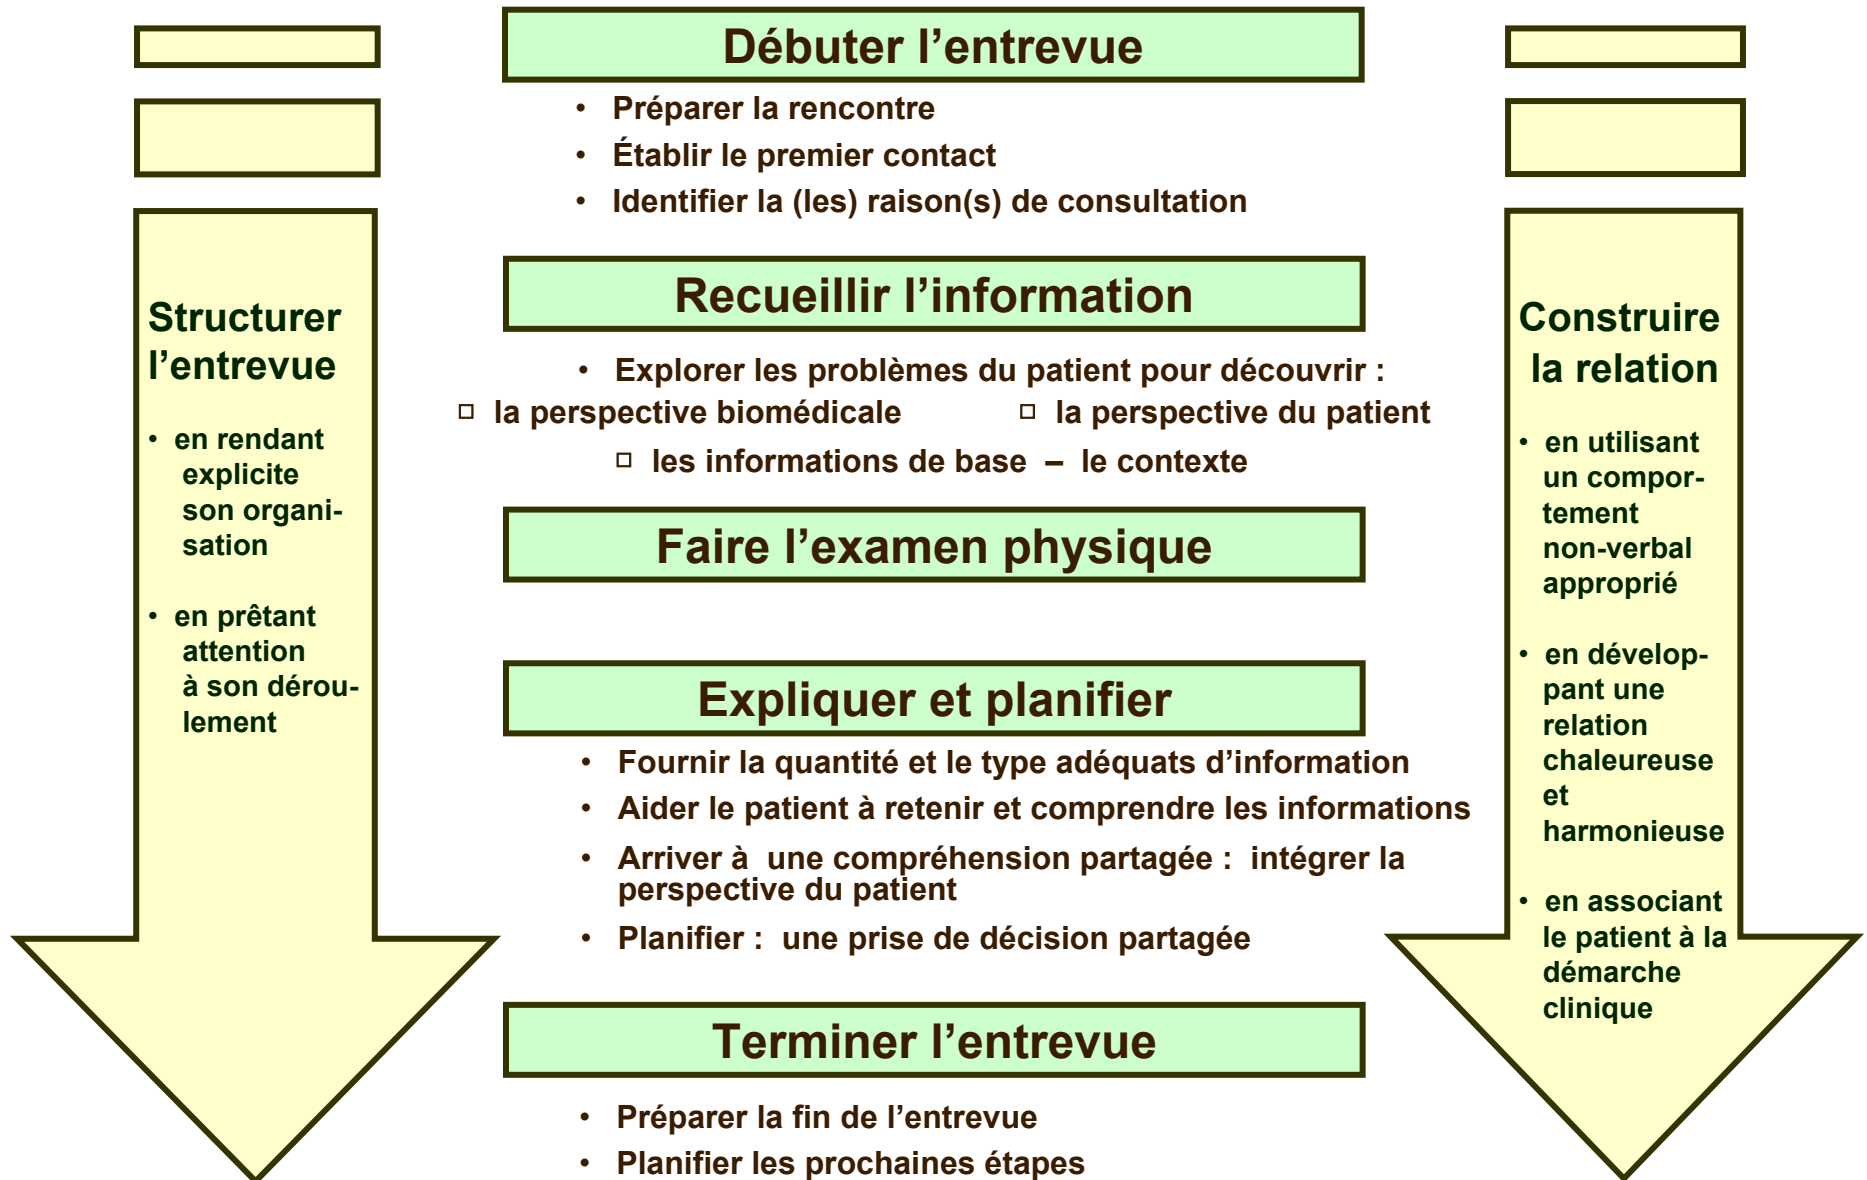 Débuter l’entrevue
• Préparer la rencontre
• Établir le premier contact
• Identifier la (les) raison(s) de consultation
Structurer
l’entrevue
• en rendant
explicite
son organi-
sation
• en prêtant
attention
à son dérou-
lement
Recueillir l’information
• Explorer les problèmes du patient pour découvrir :
□ la perspective biomédicale □ la perspective du patient
□ les informations de base – le contexte
Faire l’examen physique
Expliquer et planifier
• Fournir la quantité et le type adéquats d’information
• Aider le patient à retenir et comprendre les informations
• Arriver à une compréhension partagée : intégrer la
perspective du patient
• Planifier : une prise de décision partagée
Terminer l’entrevue
• Préparer la fin de l’entrevue
• Planifier les prochaines étapes
Construire
la relation
• en utilisant
un compor-
tement
non-verbal
approprié
• en dévelop-
pant une
relation
chaleureuse
et
harmonieuse
• en associant
le patient à la
démarche
clinique